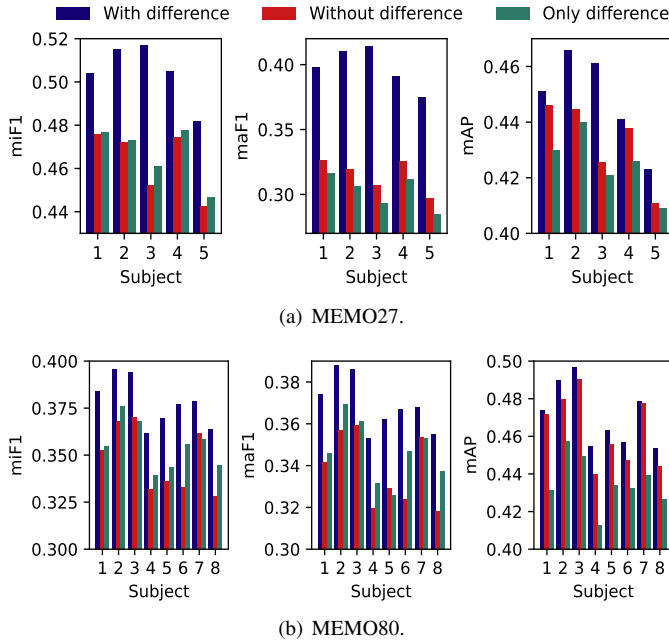 With difference Without difference Only difference
miF1
0.52
0.50
0.48
0.46
0.44
1 2 3 4 5
Subject
maF1
0.40
0.35
0.30
1 2 3 4 5
Subject
mAP
0.46
0.44
0.42
0.40
1 2 3 4 5
Subject
(a) MEMO27.
miF1
0.400
0.375
0.350
0.325
0.300
1 2 3 4 5 6 7 8
Subject
maF1
0.38
0.36
0.34
0.32
0.30
1 2 3 4 5 6 7 8
Subject
mAP
0.50
0.48
0.46
0.44
0.42
0.40
1 2 3 4 5 6 7 8
Subject
(b) MEMO80.